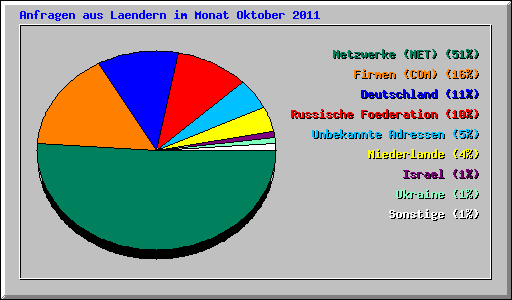 Anfragen aus Laendern im Monat Oktober 2011
Netzwerke (NET) (51%)
Firmen (COM) (16%)
Deutschland (11%)
Russische Foederation (10%)
Unbekannte Adressen (5%)
Niederlande (4%)
Israel (1%)
Ukraine (1%)
Sonstige (1%)